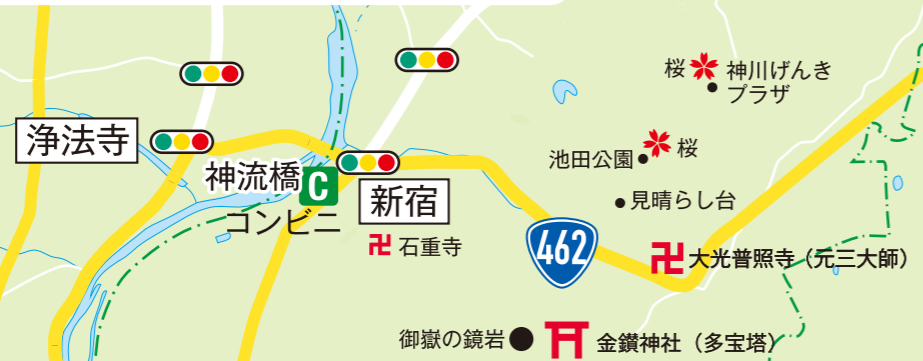 桜
神川げんき
プラザ
浄法寺
池田公園
桜
神流橋
C
コンビニ
新宿
見晴らし台
石重寺
462
大光普照寺（元三大師）
御嶽の鏡岩
金鑚神社（多宝塔）